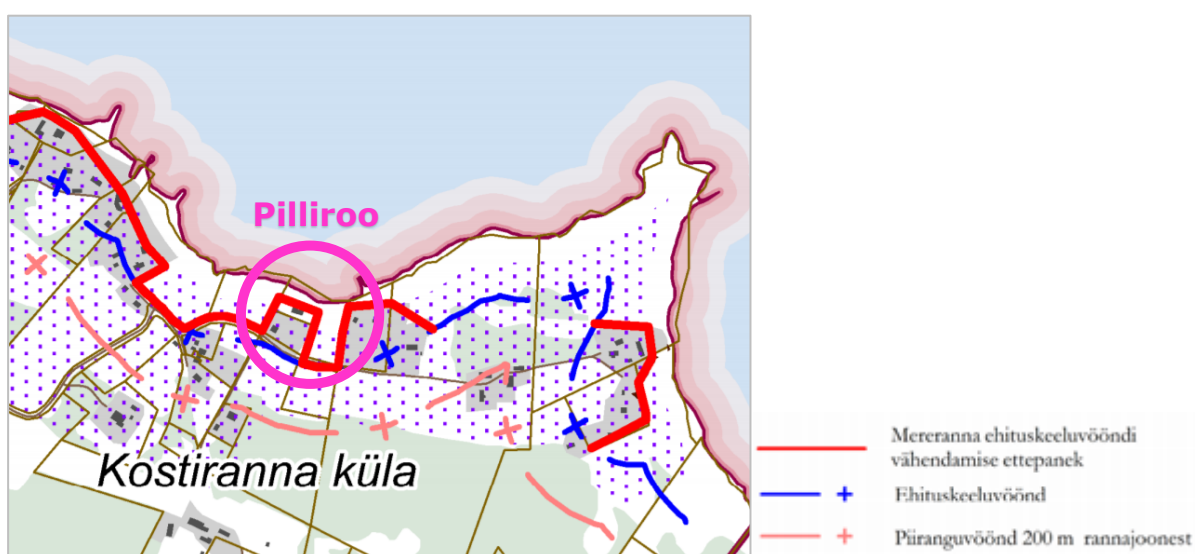 Pilliroo
Kostiranna küla
Mereranna ehituskeeluvööndi
vähendamise ettepanek
Ehituskeeluvöönd
Piiranguvöönd 200 m rannajoonest